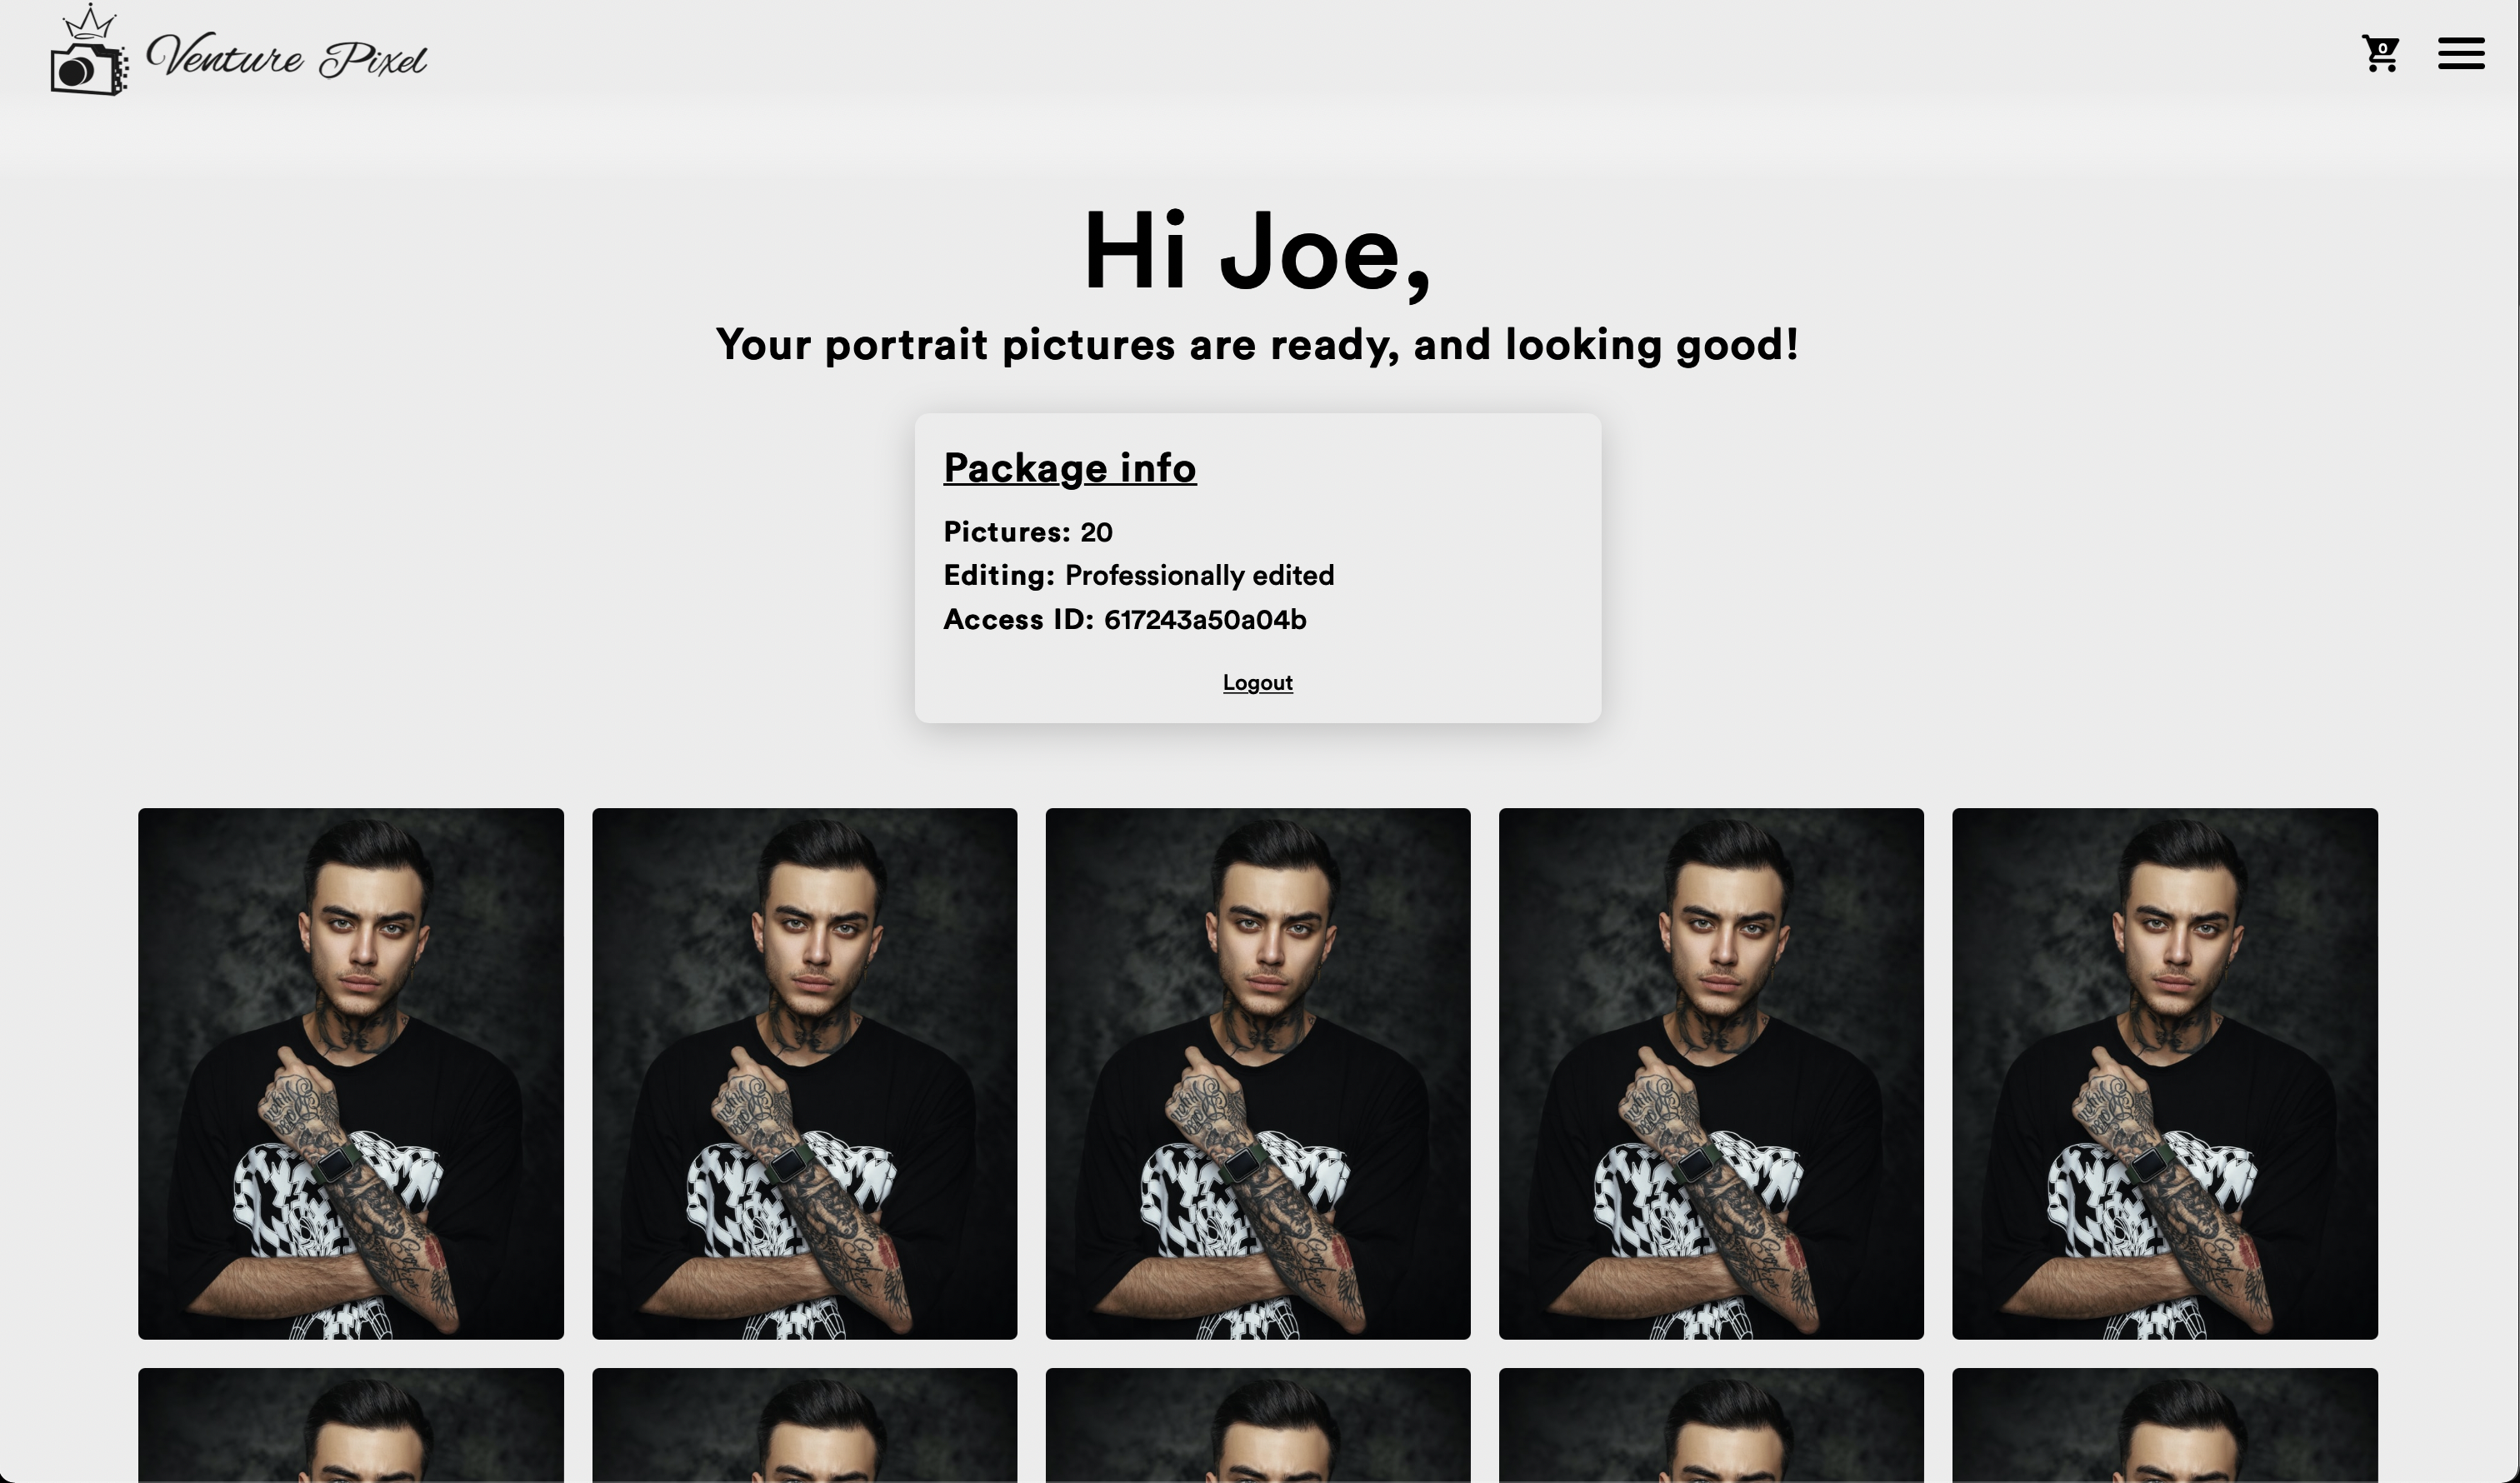 Venture Pixel
0
Hi Joe,
Your portrait pictures are ready, and looking good!
Package info
Pictures: 20
Editing: Professionally edited
Access ID: 617243a50a04b
Logout